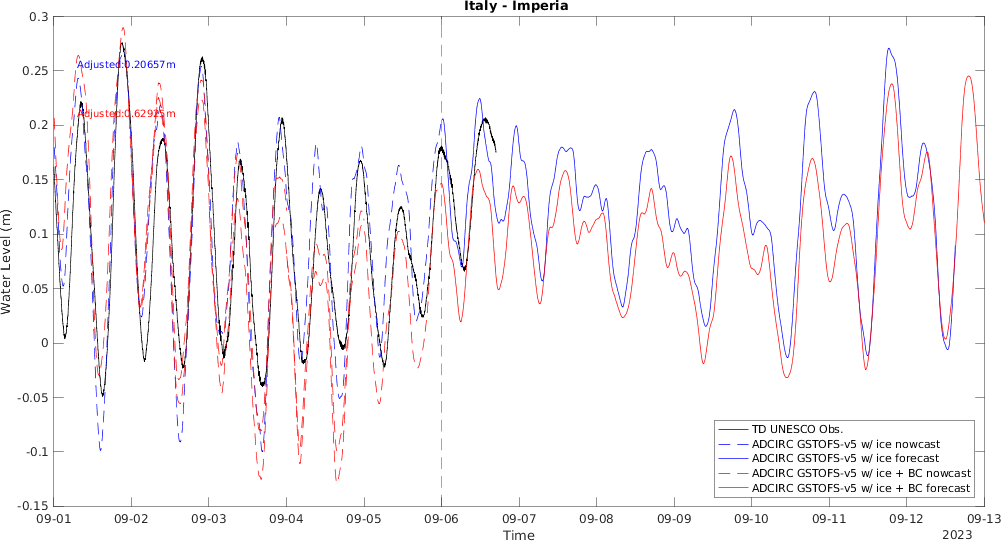 Italy - Imperia
0.3
0.25
0.2
0.15
0.1
0.05
0
-0.05
-0.1
-0.15
Water Level (m)
Adjusted:0.20657m
Adjusted:0.62925m
TD UNESCO Obs.
ADCIRC GSTOFS-v5 w/ ice nowcast
ADCIRC GSTOFS-v5 w/ ice forecast
ADCIRC GSTOFS-v5 w/ ice + BC nowcast
ADCIRC GSTOFS-v5 w/ ice + BC forecast
09-01 09-02 09-03 09-04 09-05 09-06 09-07 09-08 09-09 09-10 09-11 09-12 09-13
Time
2023